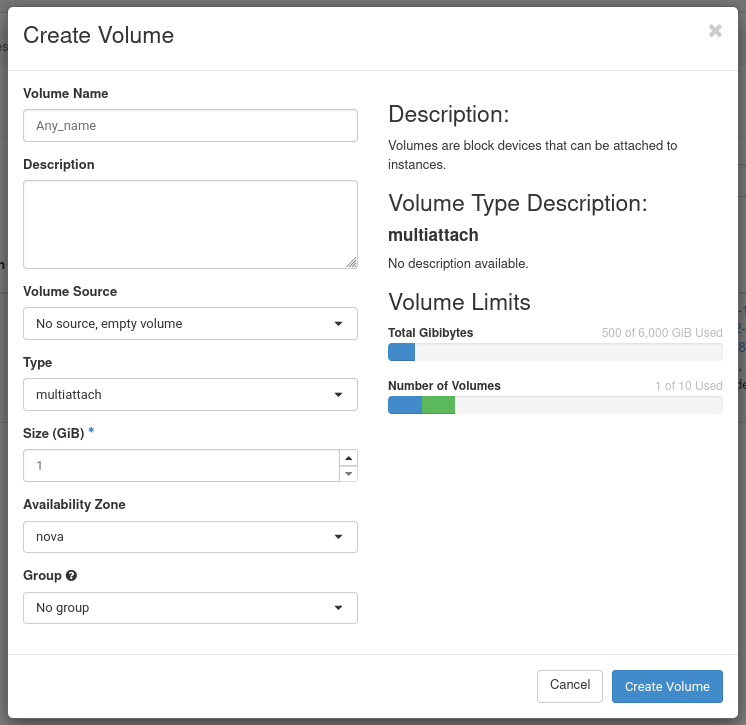 Create Volume
Volume Name
Any_name
Description
Volume Source
No source, empty volume
Type
multiattach
Size (GiB) *
1
Availability Zone
nova
Group
No group
Description:
Volumes are block devices that can be attached to
instances.
Volume Type Description:
multiattach
No description available.
Volume Limits
Total Gibibytes 500 of 6,000 GiB Used
Number of Volumes 1 of 10 Used
Cancel
Create Volume